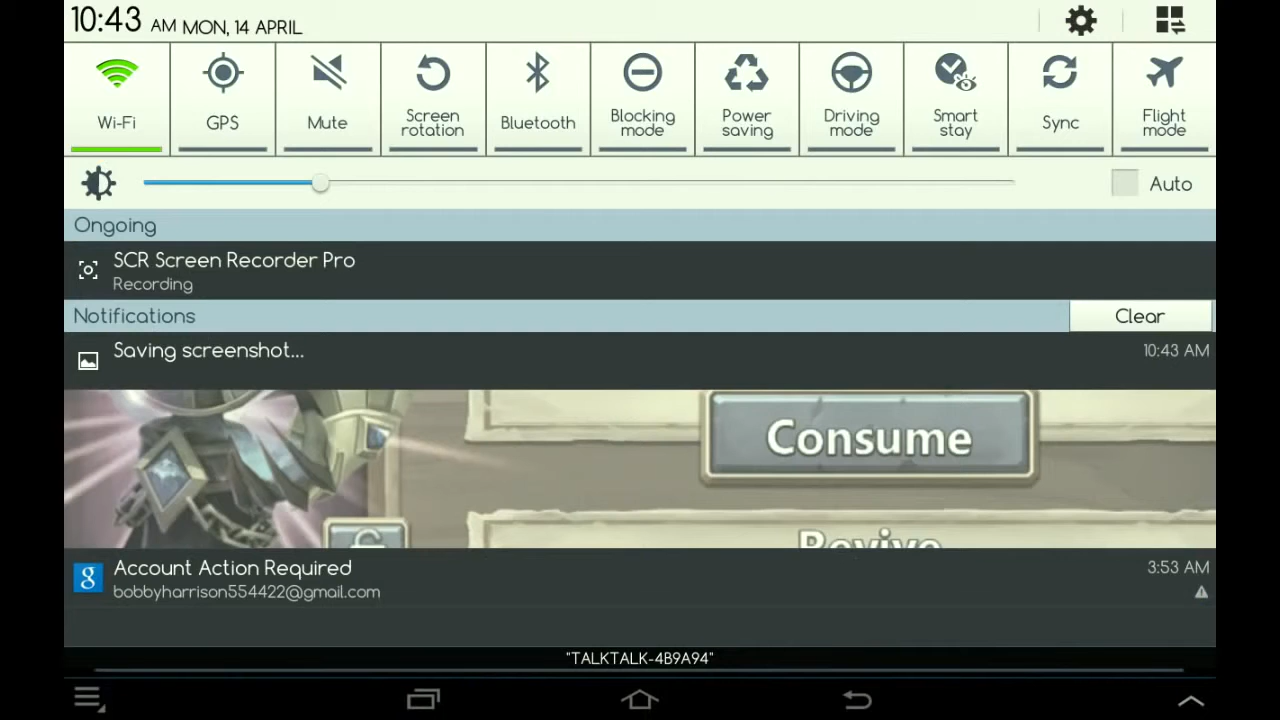 10:43 AM MON, 14 APRIL
Wi-Fi
GPS
Mute
Screen
rotation
Bluetooth
Blocking
mode
Power
saving
Driving
mode
Smart
stay
Sync
Flight
mode
Auto
Ongoing
SCR Screen Recorder Pro
Recording
Notifications
Clear
Saving screenshot...
10:43 AM
Consume
Revive
Account Action Required
3:53 AM
g
bobbyharrison554422@gmail.com
"TALKTALK-4B9A94"